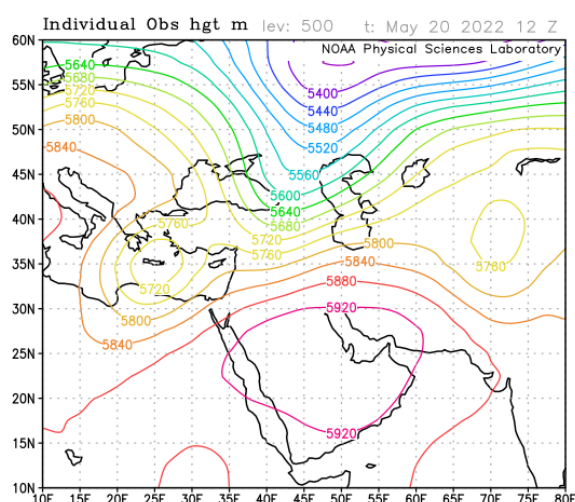 Individual Obs hgt m lev: 500 t: May 20 2022 12 Z
NOAA Physical Sciences Laboratory
60N
55N
50N
45N
40N
35N
30N
25N
20N
15N
10N
5640
5680
5720
5760
5800
5840
5400
5440
5480
5520
5560
5600
5640
5680
5720
5760
5760
5720
5800
5840
5800
5840
5880
5920
5760
5920
10E 15E 20E 25E 30E 35E 40E 45E 50E 55E 60E 65E 70E 75E 80E